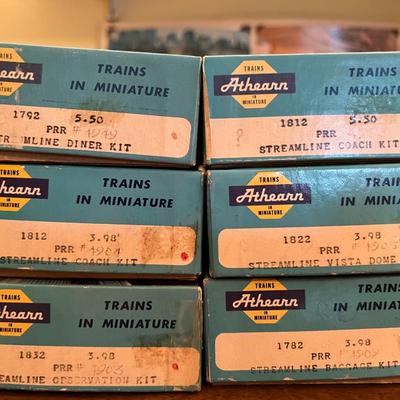 Athearn
TRAINS
IN MINIATURE
1792 5.50
PRR # 4949
STREAMLINE DINER KIT
TRAINS
Athearn
IN
MINIATURE
TRAINS
IN MINIATURE
1812 5.50
PRR
STREAMLINE COACH KIT
TRAINS
Athearn
IN
MINIATURE
TRAINS
IN MINIATURE
1812 3.98
PRR
STREAMLINE COACH KIT
TRAINS
Athearn
IN
MINIATURE
TRAINS
IN MINIATURE
1822 3.98
PRR
STREAMLINE VISTA DOME
TRAINS
Athearn
IN
MINIATURE
TRAINS
IN MINIATURE
1832 3.98
PRR
STREAMLINE OBSERVATION KIT
TRAINS
Athearn
IN
MINIATURE
TRAINS
IN MINIATURE
1782 3.98
PRR
STREAMLINE BAGGAGE KIT